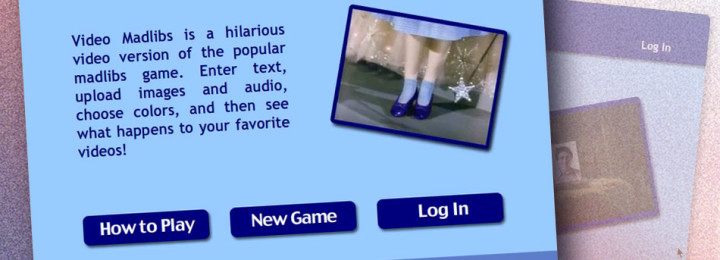 Video Madlibs is a hilarious
video version of the popular
madlibs game. Enter text,
upload images and audio,
choose colors, and then see
what happens to your favorite
videos!
How to Play
New Game
Log In
Log In